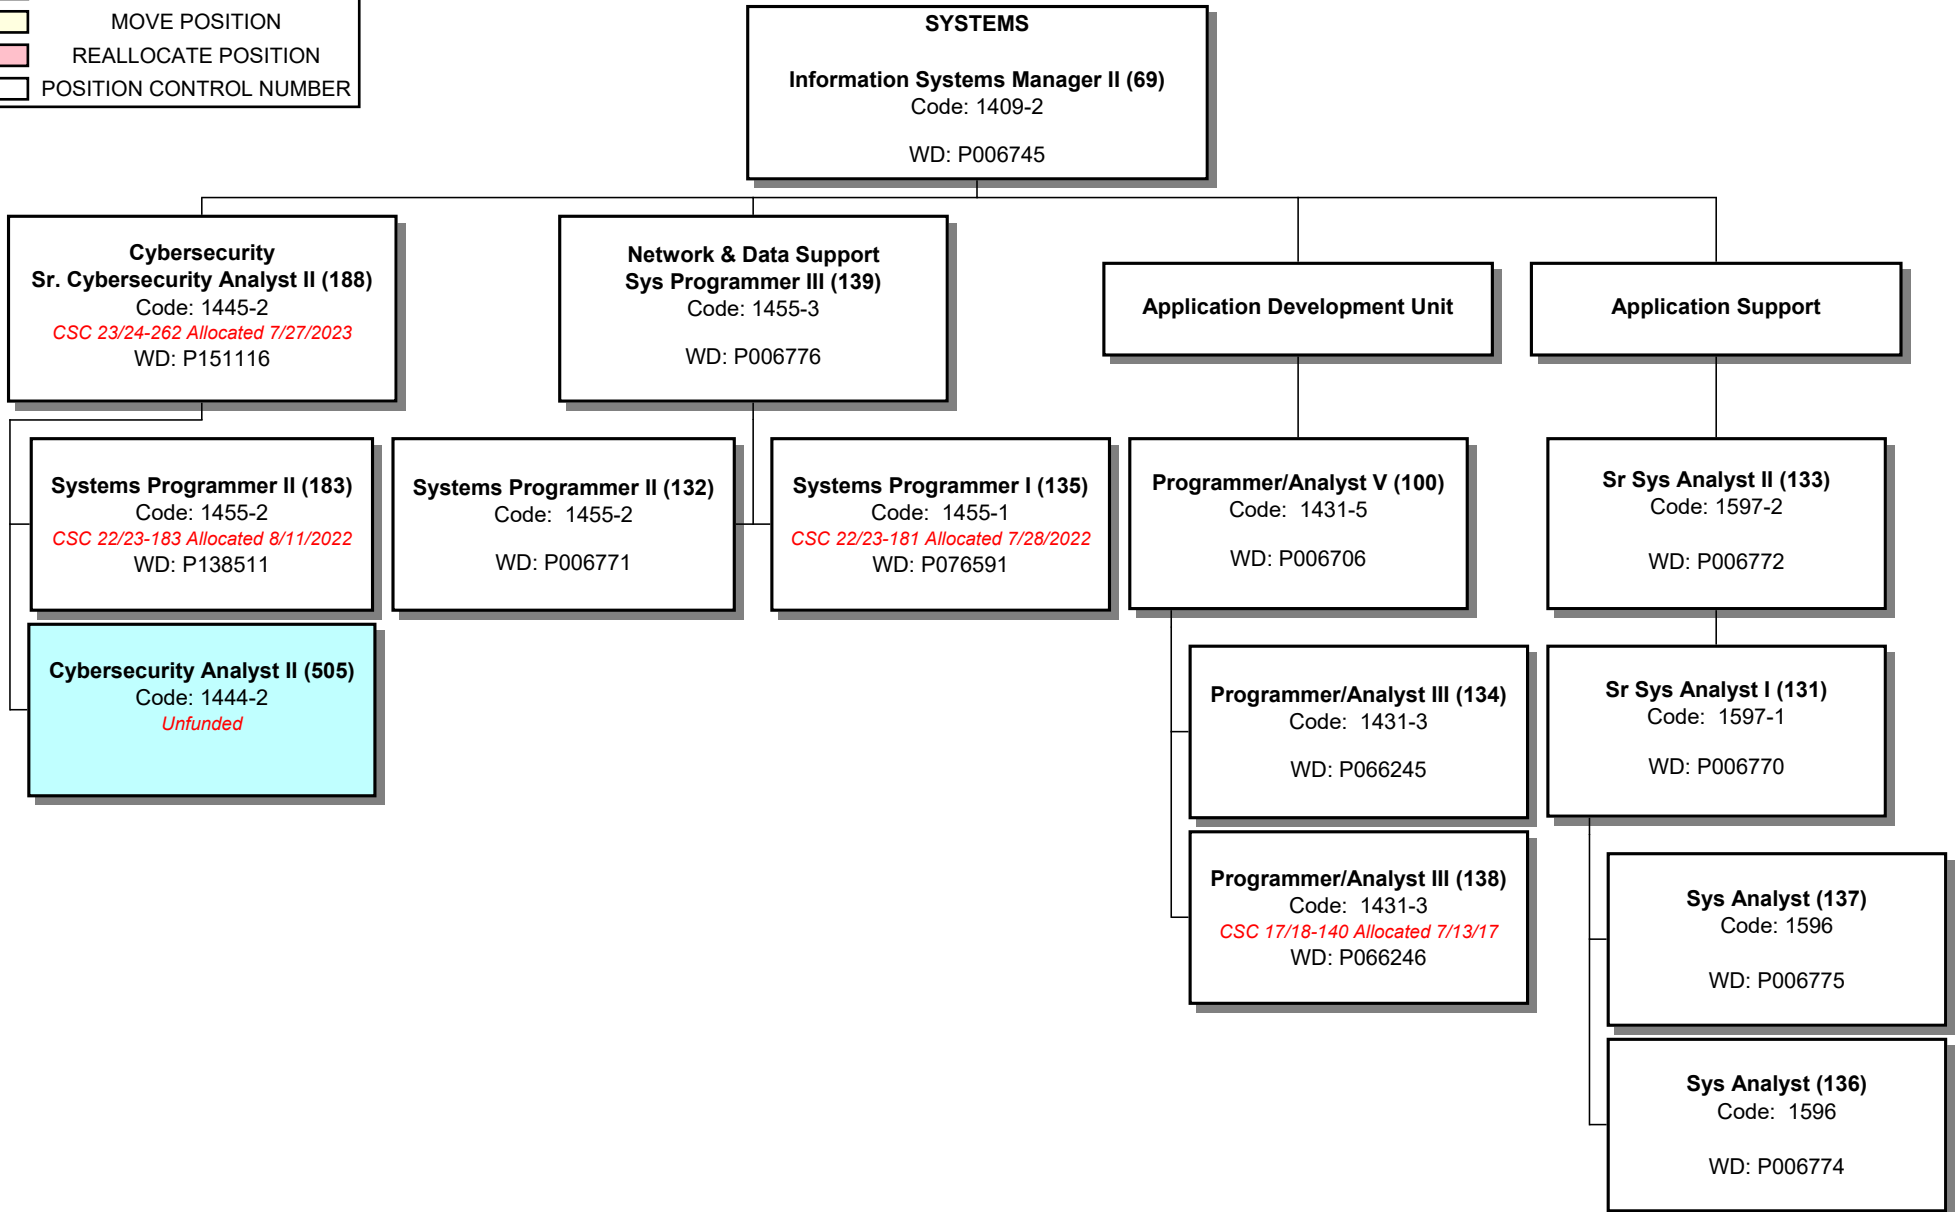 MOVE POSITION
REALLOCATE POSITION
POSITION CONTROL NUMBER
SYSTEMS
Information Systems Manager II (69)
Code: 1409-2
WD: P006745
Cybersecurity
Sr. Cybersecurity Analyst II (188)
Code: 1445-2
CSC 23/24-262 Allocated 7/27/2023
WD: P151116
Network & Data Support
Sys Programmer III (139)
Code: 1455-3
WD: P006776
Application Development Unit
Application Support
Systems Programmer II (183)
Code: 1455-2
CSC 22/23-183 Allocated 8/11/2022
WD: P138511
Systems Programmer II (132)
Code: 1455-2
WD: P006771
Systems Programmer I (135)
Code: 1455-1
CSC 22/23-181 Allocated 7/28/2022
WD: P076591
Programmer/Analyst V (100)
Code: 1431-5
WD: P006706
Sr Sys Analyst II (133)
Code: 1597-2
WD: P006772
Cybersecurity Analyst II (505)
Code: 1444-2
Unfunded
Programmer/Analyst III (134)
Code: 1431-3
WD: P066245
Sr Sys Analyst I (131)
Code: 1597-1
WD: P006770
Programmer/Analyst III (138)
Code: 1431-3
CSC 17/18-140 Allocated 7/13/17
WD: P066246
Sys Analyst (137)
Code: 1596
WD: P006775
Sys Analyst (136)
Code: 1596
WD: P006774